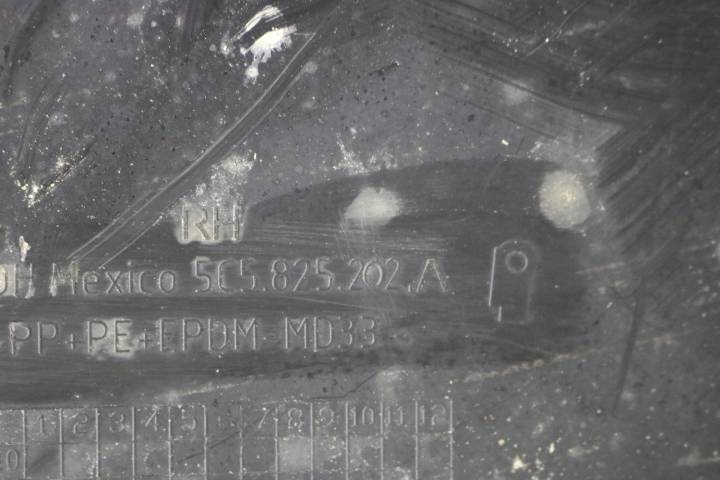 RH
Mexico 5C5.825.202.A
PP+PE+EPDM-MD33<
1 2 3 4 5 6 7 8 9 10 11 12